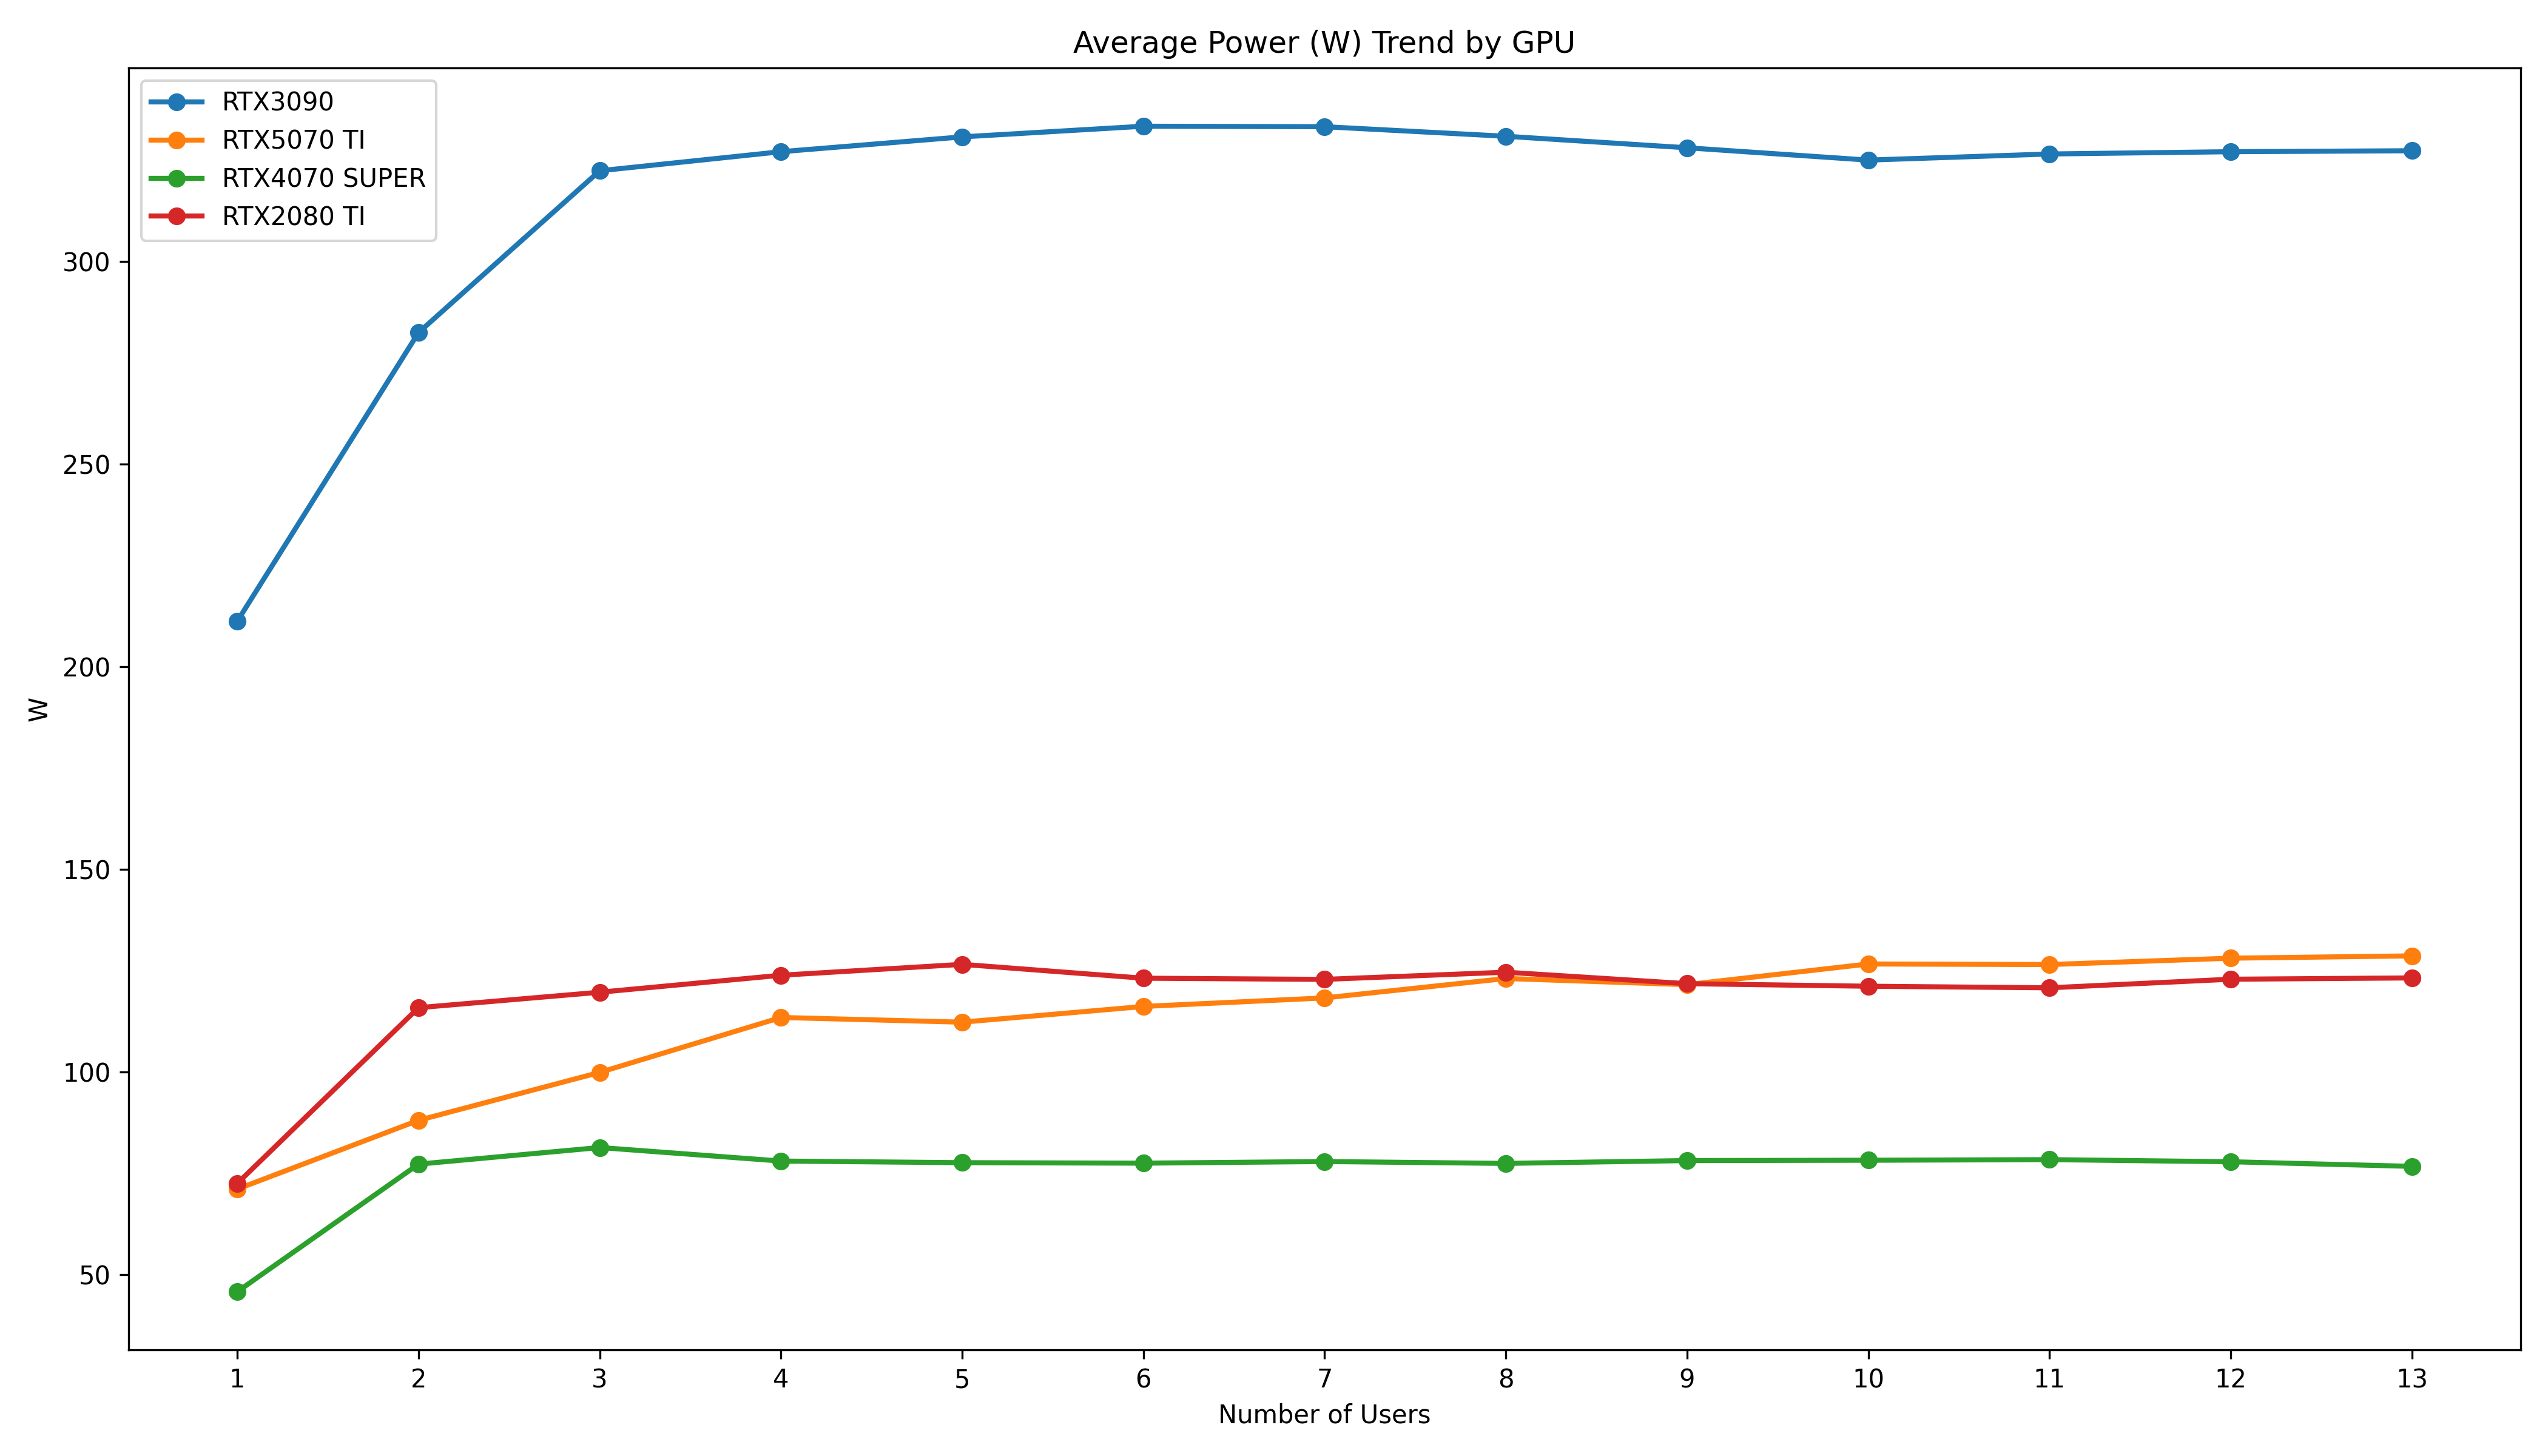 Average Power (W) Trend by GPU
RTX3090
RTX5070 TI
RTX4070 SUPER
RTX2080 TI
300
250
200
150
100
50
W
1 2 3 4 5 6 7 8 9 10 11 12 13
Number of Users